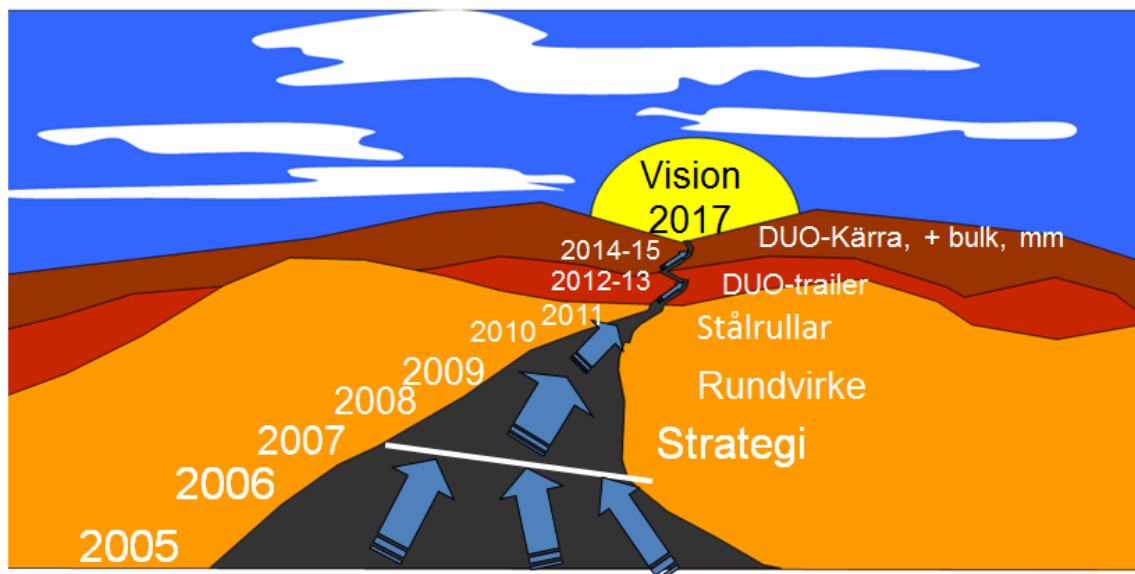 Vision
2017
2014-15
DUO-Kärra, + bulk, mm
2012-13
DUO-trailer
2011
2010
Stålrullar
2009
Rundvirke
2008
2007
Strategi
2006
2005